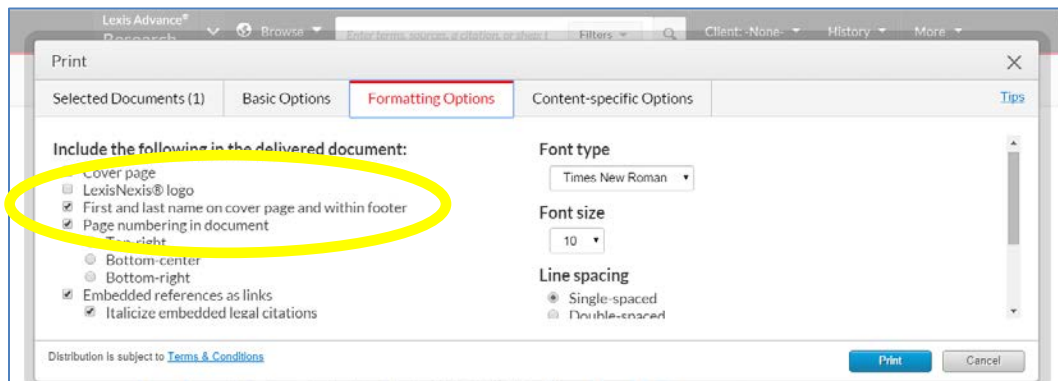 Lexis Advance®
Research
Browse
Enter terms, sources, a citation, or shep
Filters
Client: -None-
History
More
Print
Selected Documents (1)
Basic Options
Formatting Options
Content-specific Options
Tips
Include the following in the delivered document:
Cover page
LexisNexis® logo
First and last name on cover page and within footer
Page numbering in document
Top-right
Bottom-center
Bottom-right
Embedded references as links
Italicize embedded legal citations
Font type
Times New Roman
Font size
10
Line spacing
Single-spaced
Double-spaced
Distribution is subject to Terms & Conditions
Print
Cancel